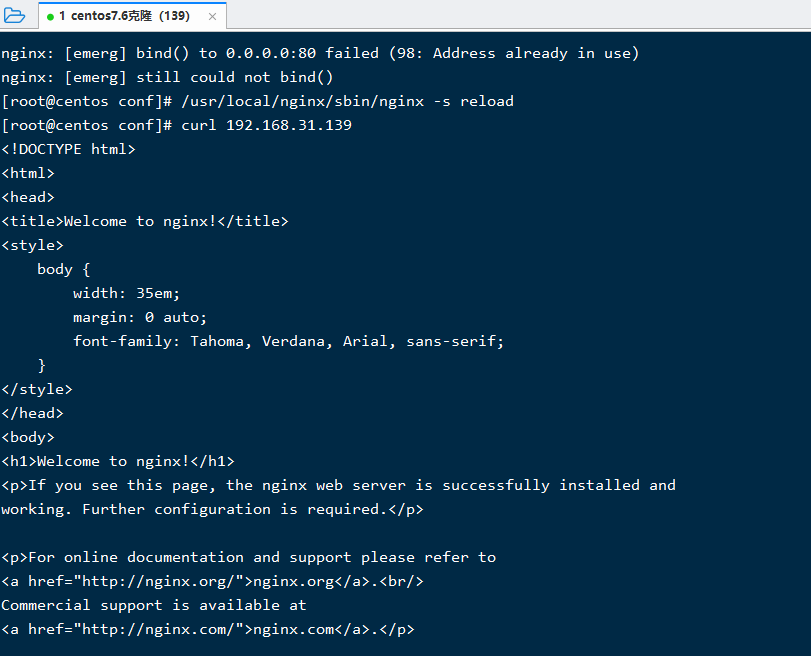 1 centos7.6克隆（139） ×
nginx: [emerg] bind() to 0.0.0.0:80 failed (98: Address already in use)
nginx: [emerg] still could not bind()
[root@centos conf]# /usr/local/nginx/sbin/nginx -s reload
[root@centos conf]# curl 192.168.31.139
<!DOCTYPE html>
<html>
<head>
<title>Welcome to nginx!</title>
<style>
    body {
        width: 35em;
        margin: 0 auto;
        font-family: Tahoma, Verdana, Arial, sans-serif;
    }
</style>
</head>
<body>
<h1>Welcome to nginx!</h1>
<p>If you see this page, the nginx web server is successfully installed and
working. Further configuration is required.</p>

<p>For online documentation and support please refer to
<a href="http://nginx.org/">nginx.org</a>.<br/>
Commercial support is available at
<a href="http://nginx.com/">nginx.com</a>.</p>